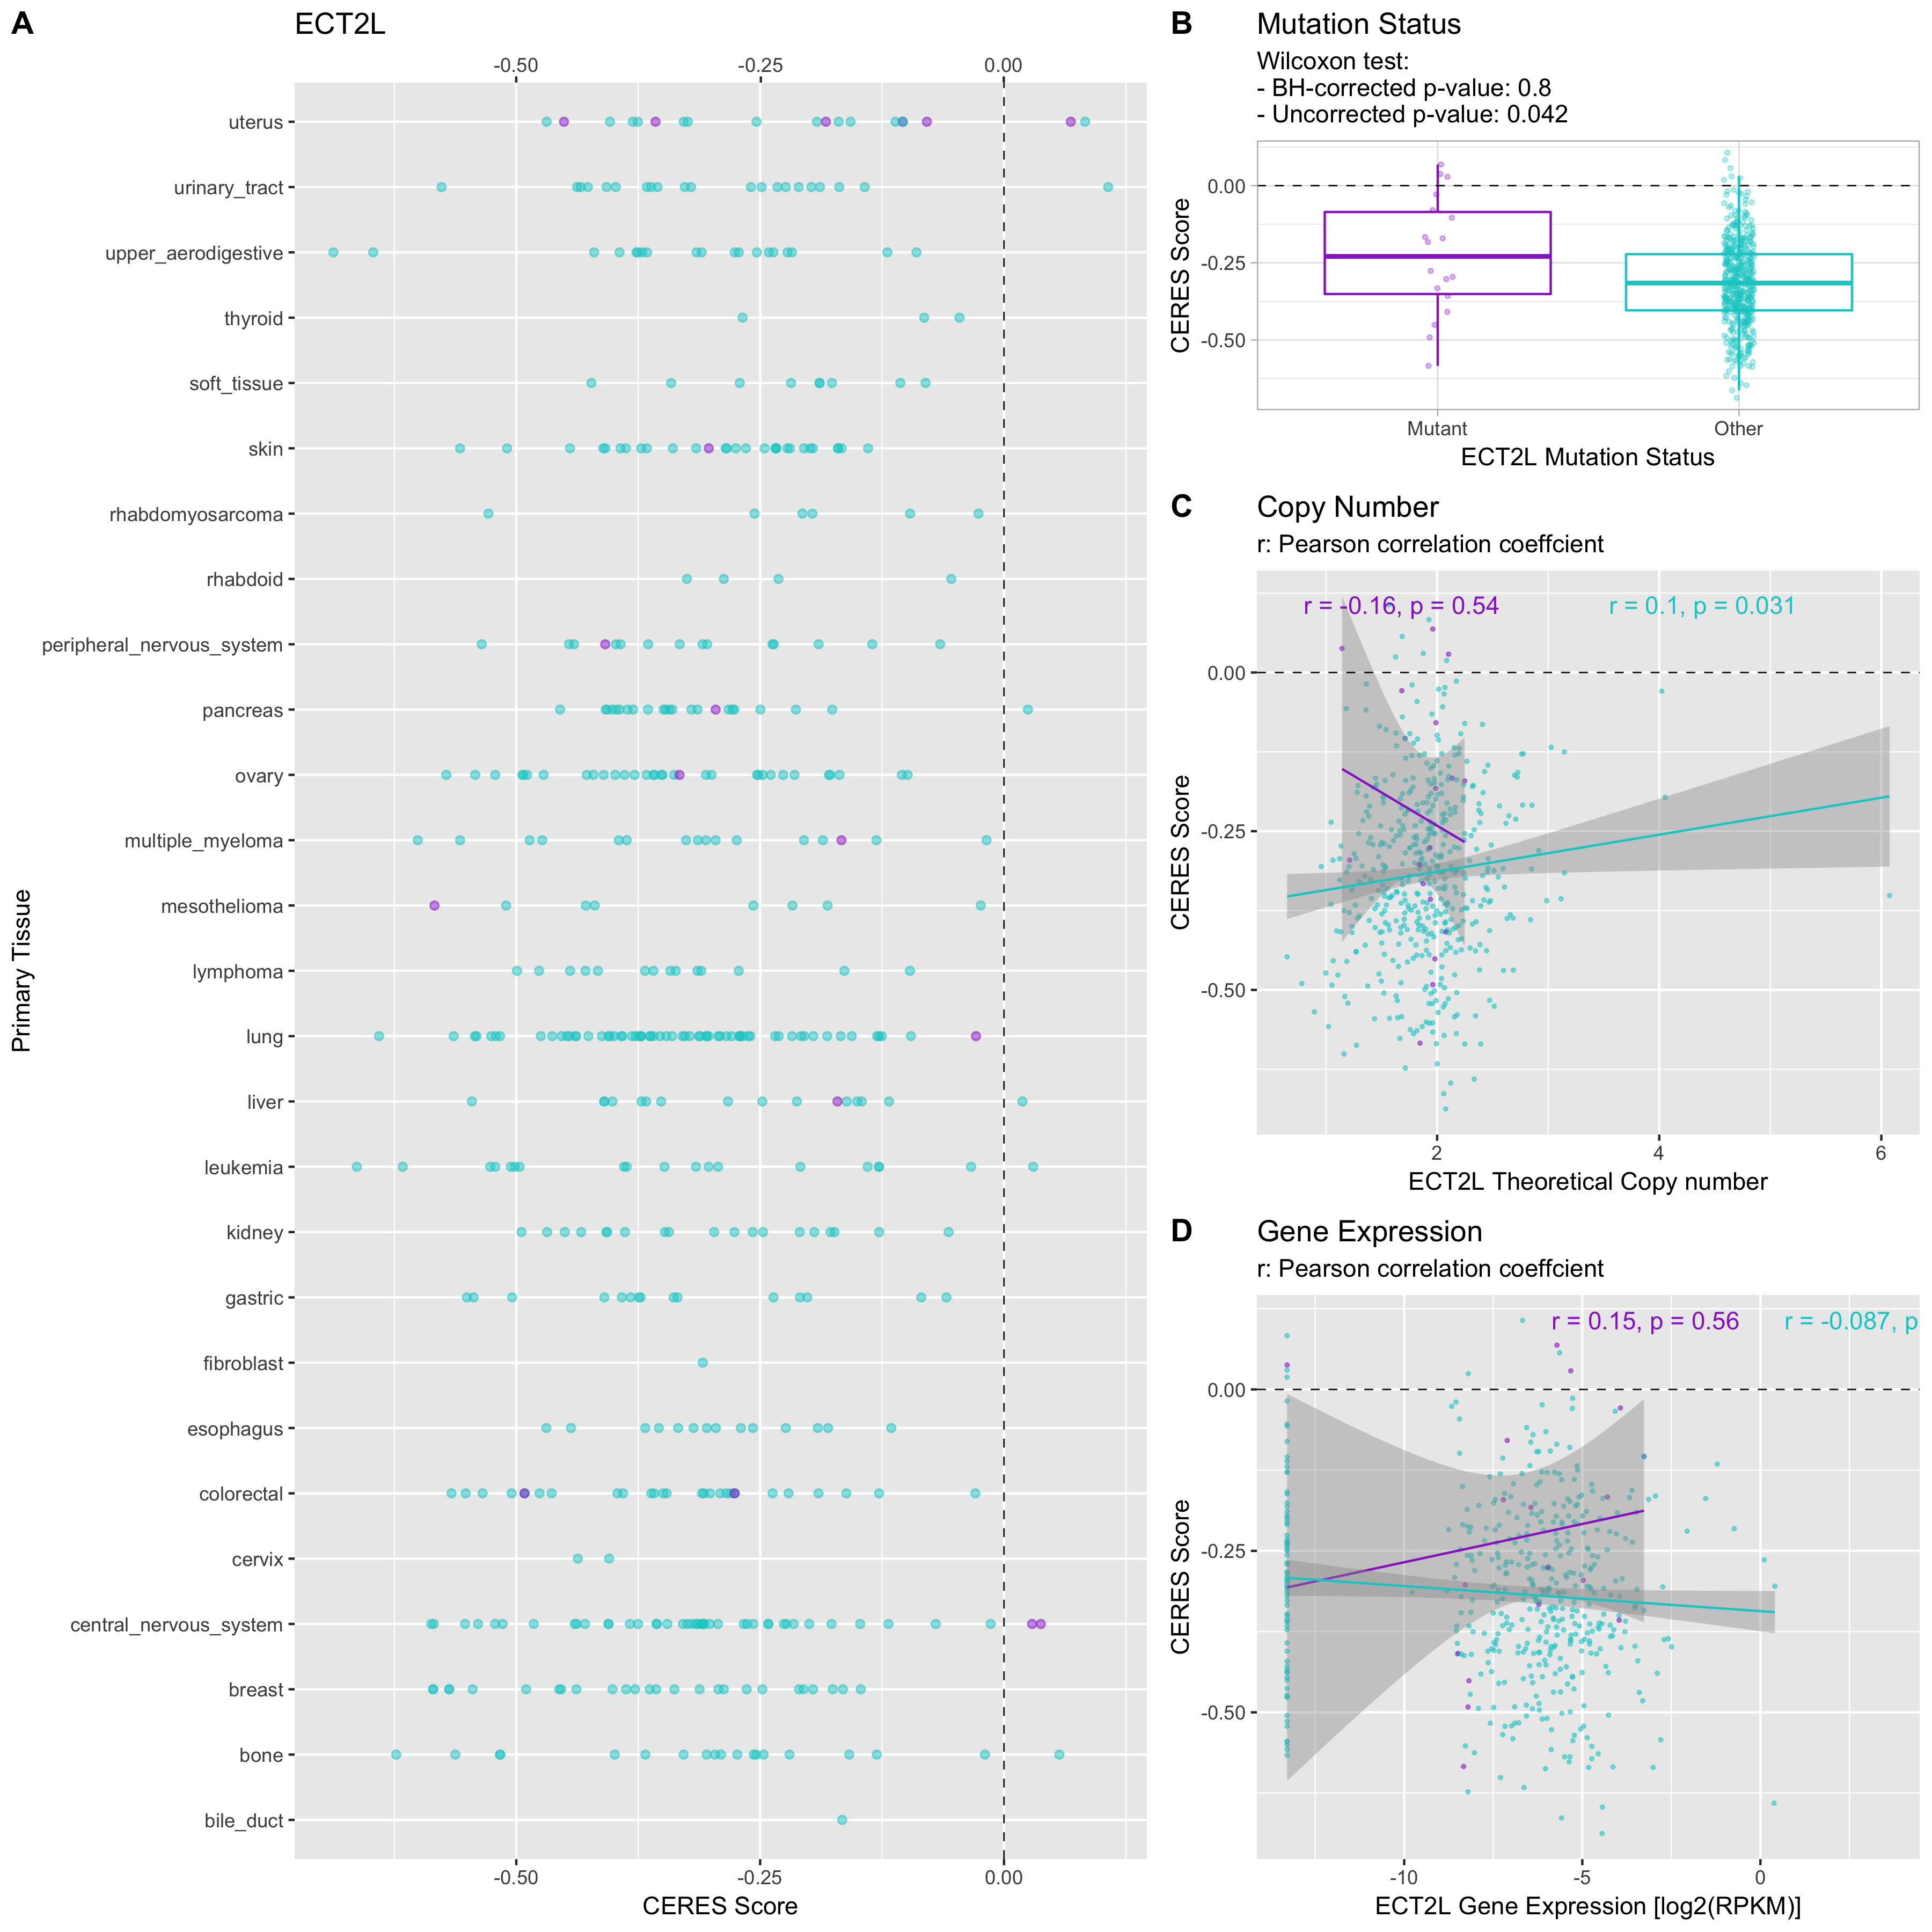 A
ECT2L
-0.50
-0.25
0.00
Primary Tissue
uterus
urinary_tract
upper_aerodigestive
thyroid
soft_tissue
skin
rhabdomyosarcoma
rhabdoid
peripheral_nervous_system
pancreas
ovary
multiple_myeloma
mesothelioma
lymphoma
lung
liver
leukemia
kidney
gastric
fibroblast
esophagus
colorectal
cervix
central_nervous_system
breast
bone
bile_duct
-0.50
-0.25
0.00
CERES Score
B
Mutation Status
Wilcoxon test:
- BH-corrected p-value: 0.8
- Uncorrected p-value: 0.042
CERES Score
0.00
-0.25
-0.50
Mutant
Other
ECT2L Mutation Status
C
Copy Number
r: Pearson correlation coeffcient
r = -0.16, p = 0.54
r = 0.1, p = 0.031
CERES Score
0.00
-0.25
-0.50
2
4
6
ECT2L Theoretical Copy number
D
Gene Expression
r: Pearson correlation coeffcient
r = 0.15, p = 0.56
r = -0.087, p
CERES Score
0.00
-0.25
-0.50
-10
-5
0
ECT2L Gene Expression [log2(RPKM)]